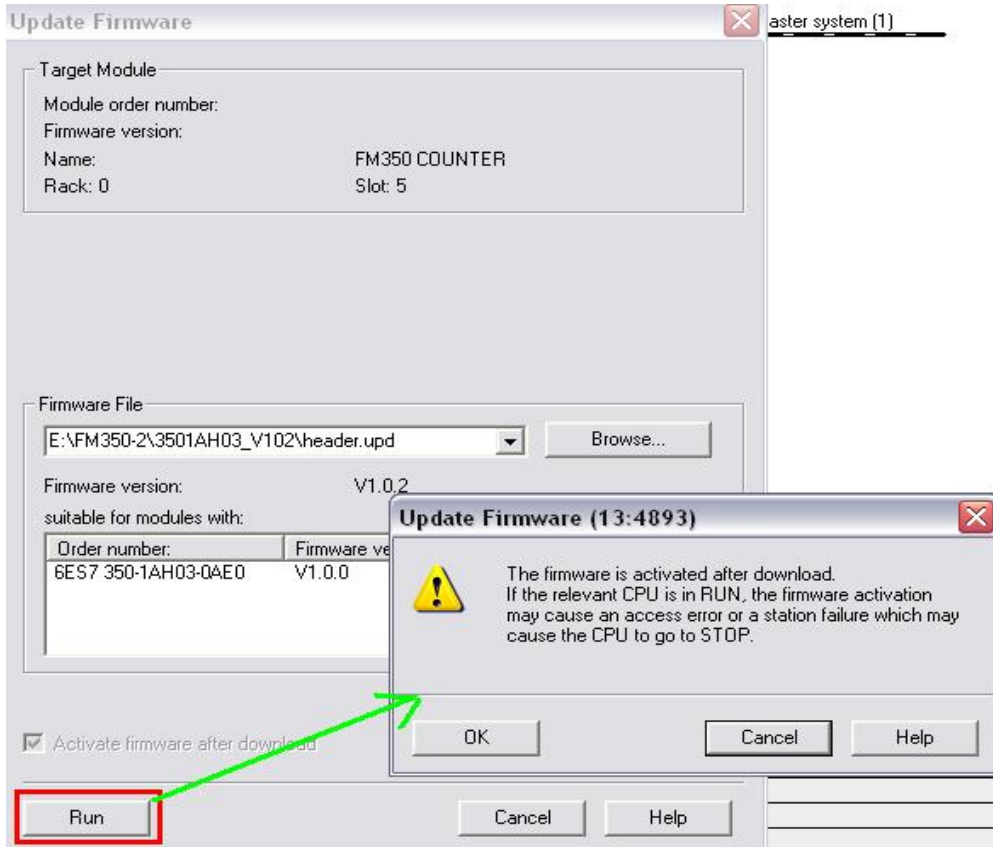 Update Firmware
aster system (1)
Target Module
Module order number:
Firmware version:
Name: FM350 COUNTER
Rack: 0 Slot: 5
Firmware File
E:\FM350-2\3501AH03_V102\header.upd Browse...
Firmware version: V1.0.2
suitable for modules with:
Order number: Firmware ve
6ES7 350-1AH03-0AE0 V1.0.0
Update Firmware (13:4893)
The firmware is activated after download.
If the relevant CPU is in RUN, the firmware activation
may cause an access error or a station failure which may
cause the CPU to go to STOP.
OK Cancel Help
Activate firmware after download
Run Cancel Help